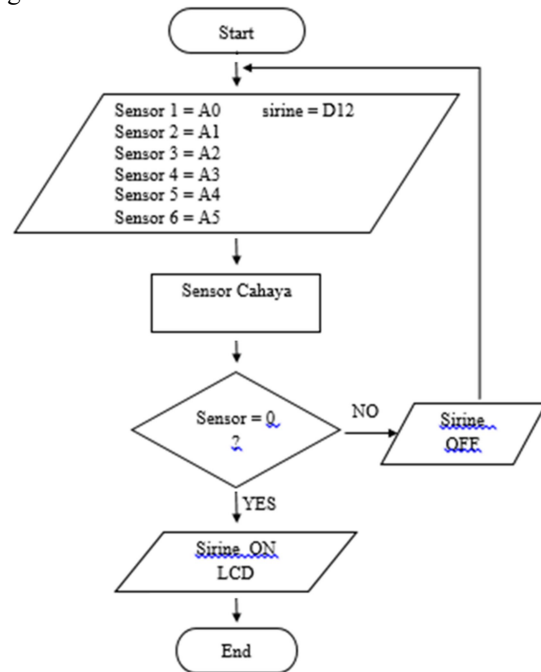 Start
Sensor 1 = A0 sirine = D12
Sensor 2 = A1
Sensor 3 = A2
Sensor 4 = A3
Sensor 5 = A4
Sensor 6 = A5
Sensor Cahaya
Sensor = 0
?
NO
Sirine
OFF
YES
Sirine ON
LCD
End